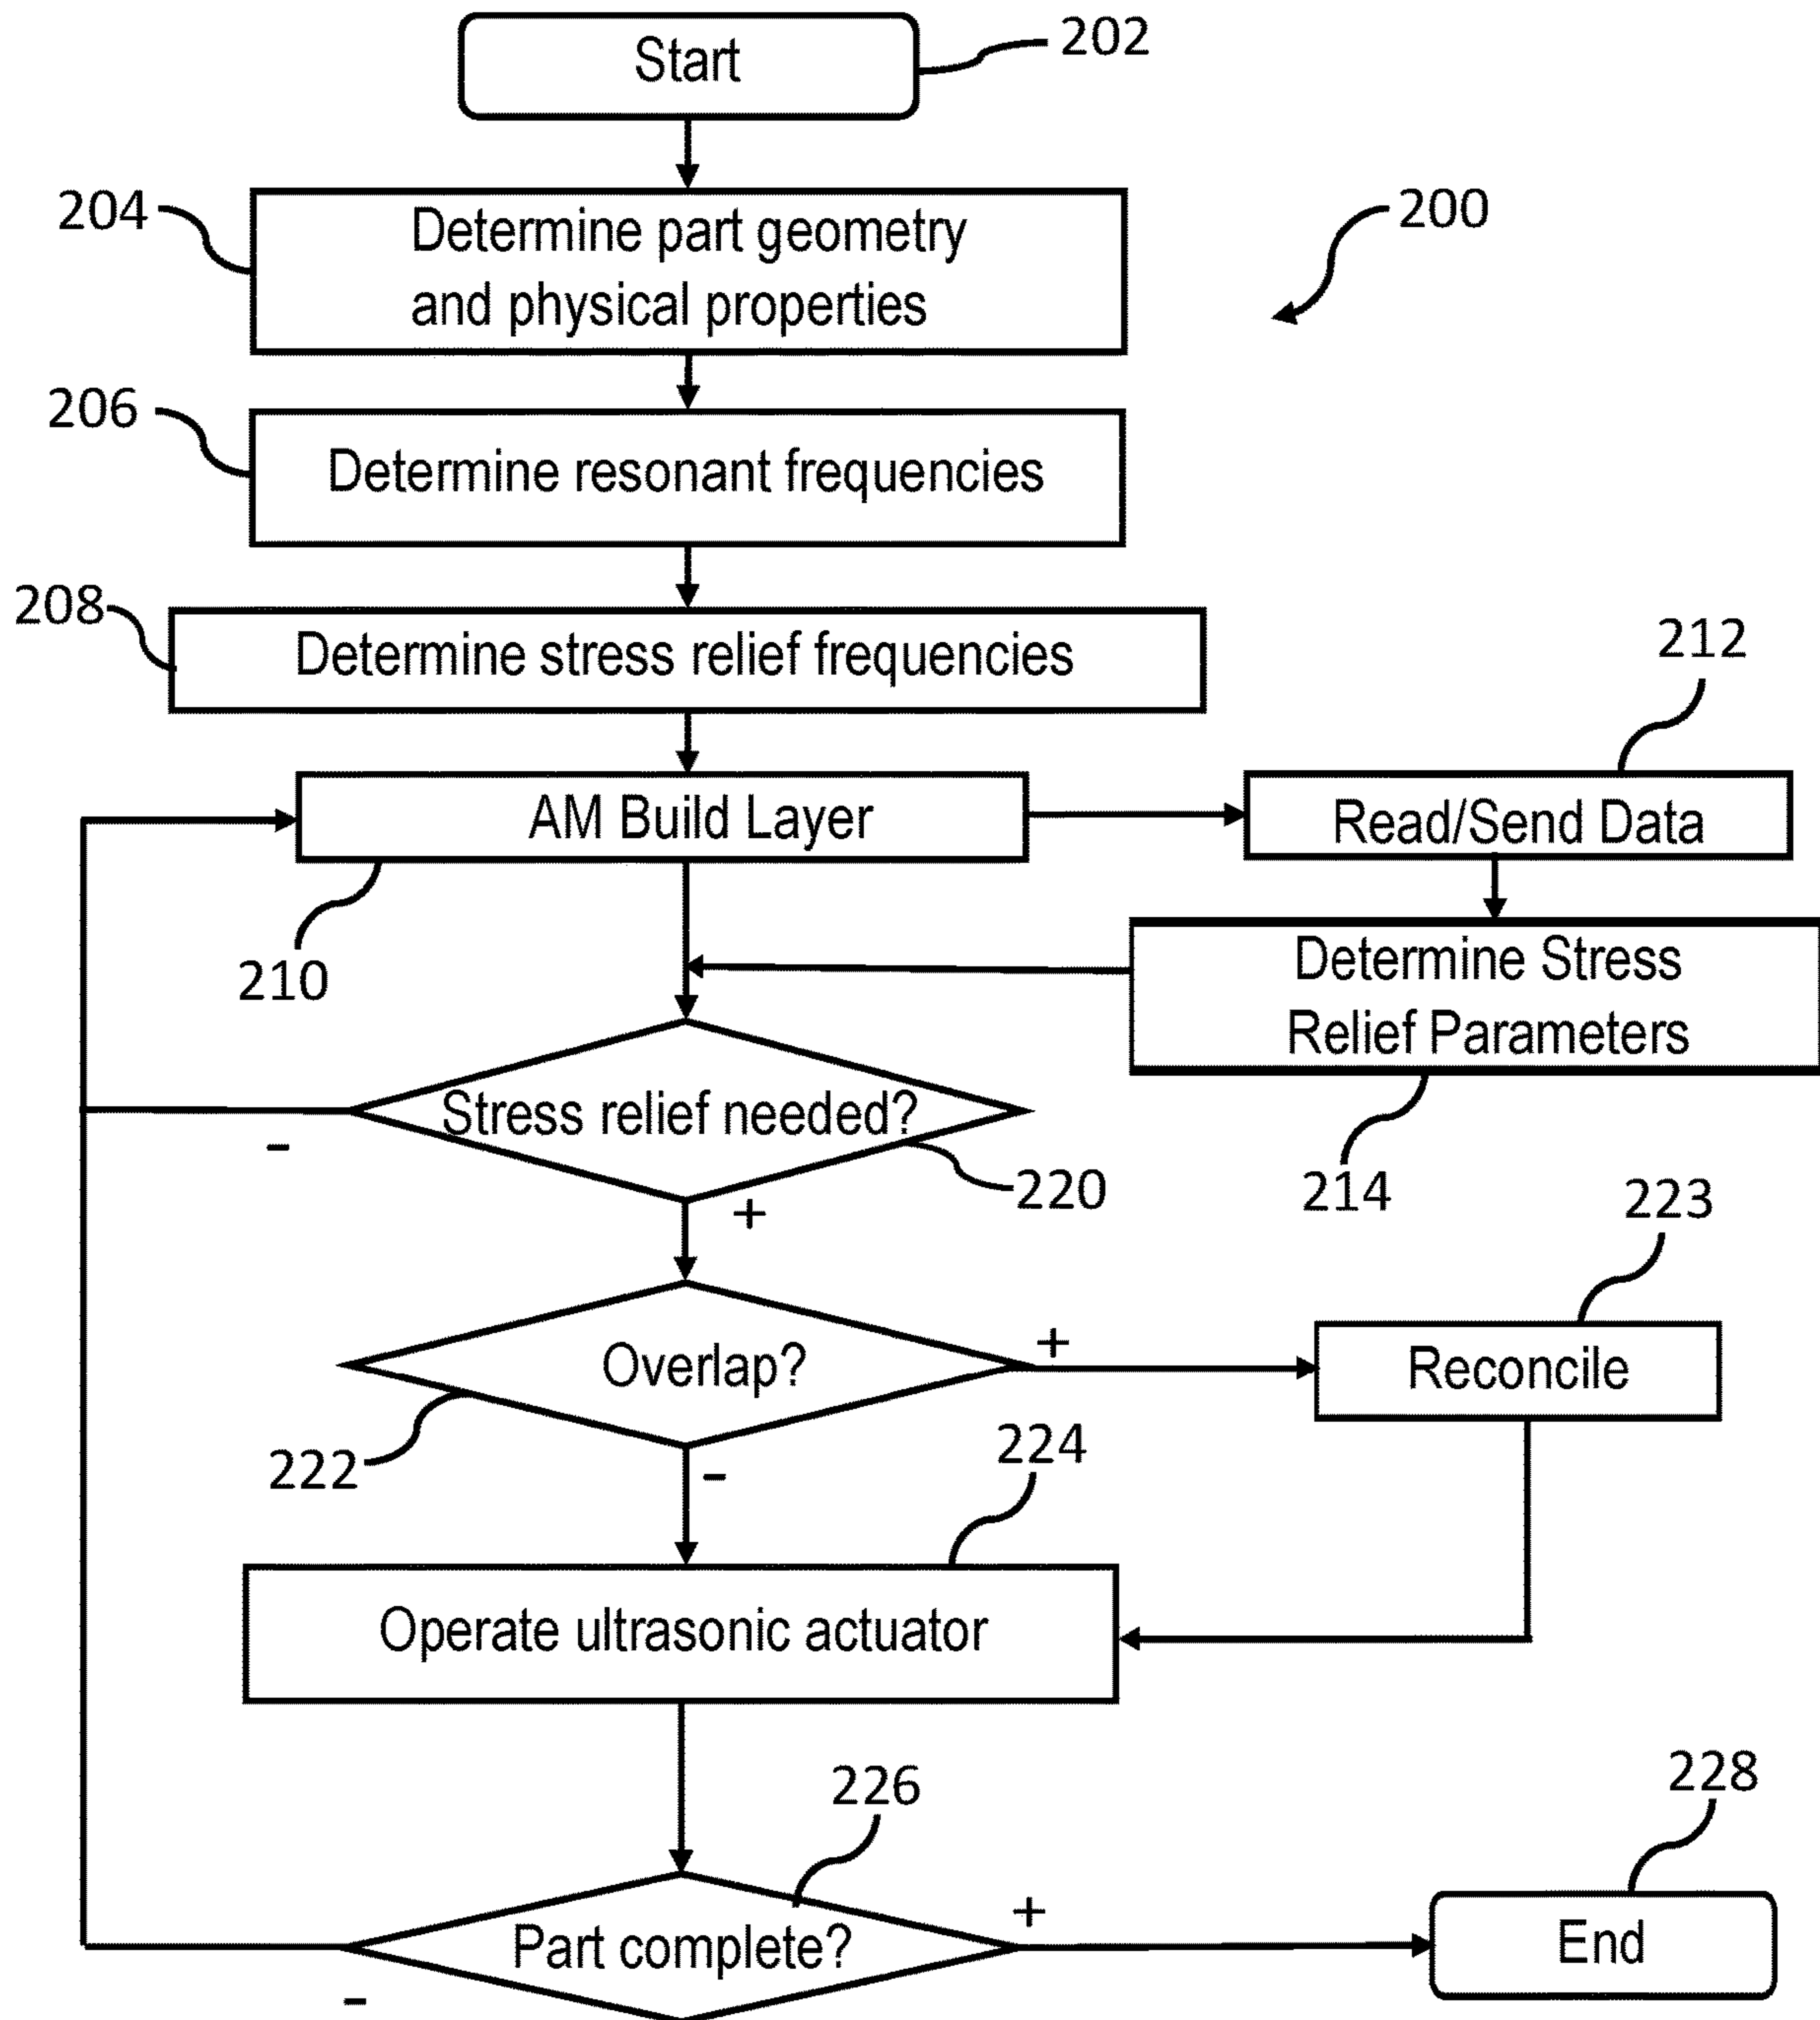 Start
202
204
Determine part geometry
and physical properties
200
206
Determine resonant frequencies
208
Determine stress relief frequencies
212
AM Build Layer
Read/Send Data
210
Determine Stress
Relief Parameters
Stress relief needed?
-
220
214
+
223
Overlap?
+
Reconcile
222
-
224
Operate ultrasonic actuator
226
228
Part complete?
+
End
-